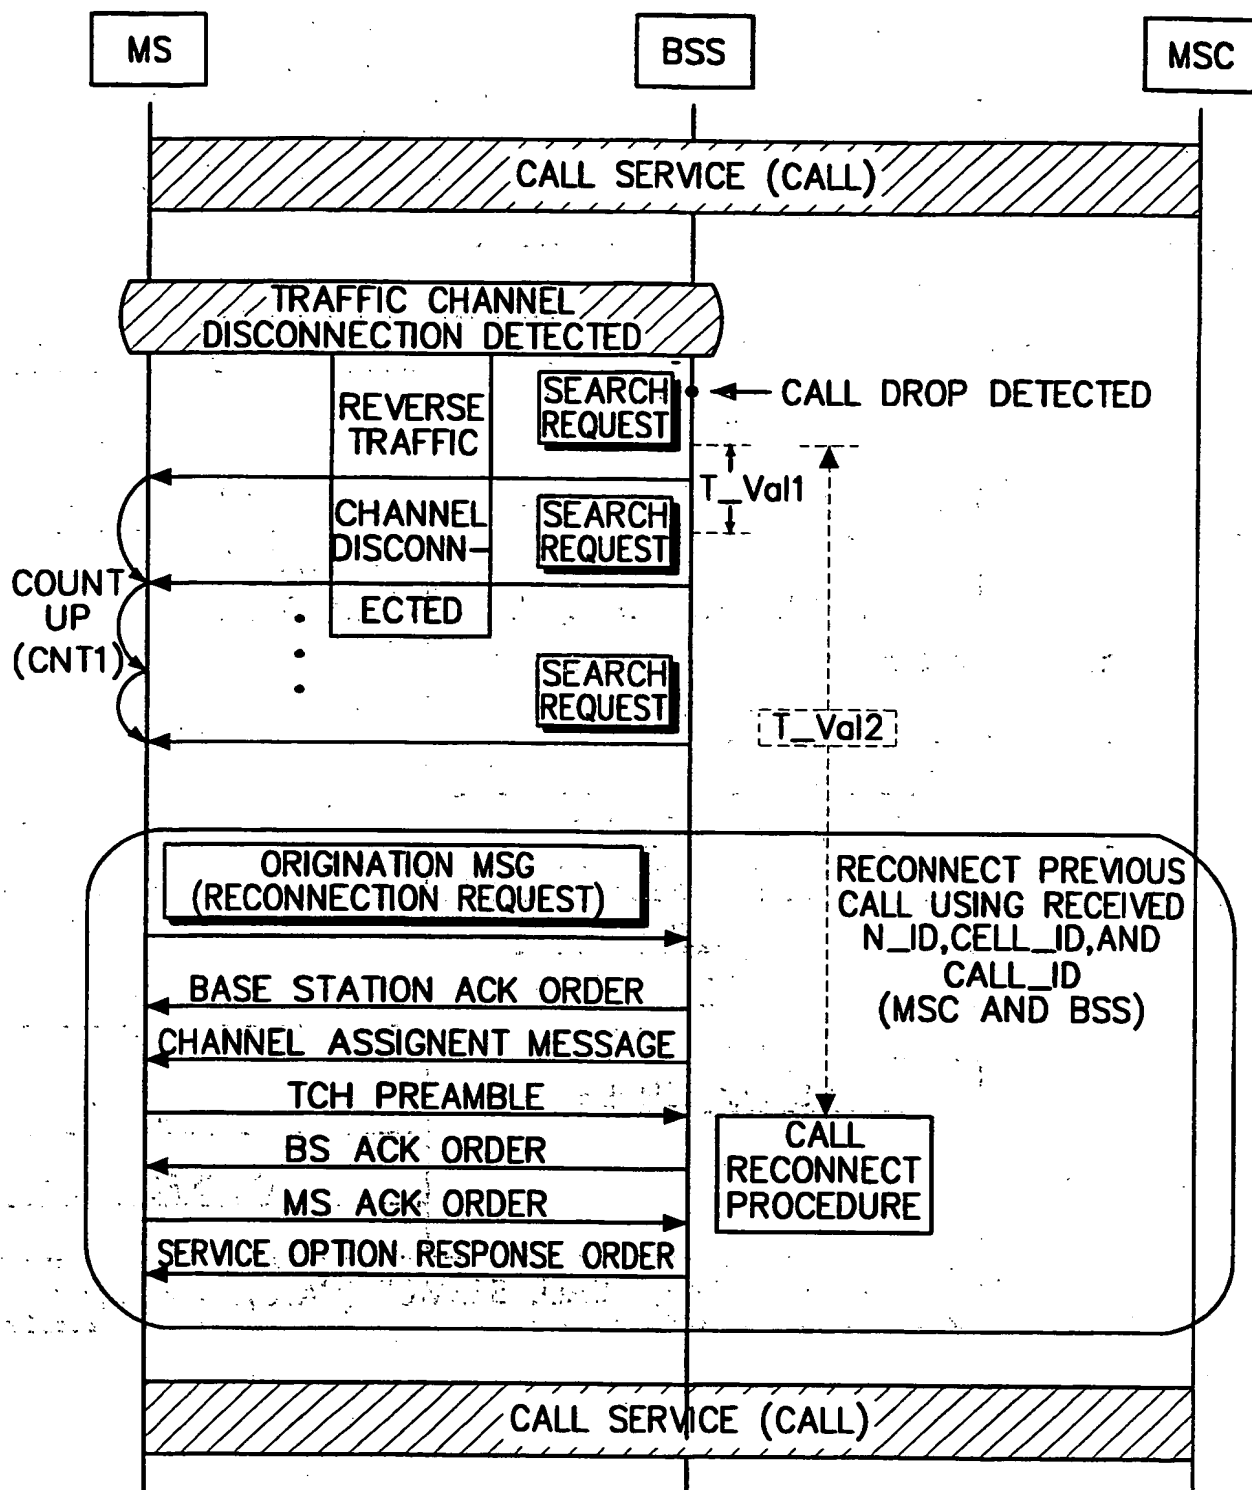 MS
BSS
MSC
CALL SERVICE (CALL)
TRAFFIC CHANNEL
DISCONNECTION DETECTED
SEARCH
REQUEST
CALL DROP DETECTED
REVERSE
TRAFFIC
T_Val1
CHANNEL
DISCONN-
ECTED
SEARCH
REQUEST
COUNT
UP
(CNT1)
SEARCH
REQUEST
T_Val2
ORIGINATION MSG
(RECONNECTION REQUEST)
RECONNECT PREVIOUS
CALL USING RECEIVED
N_ID,CELL_ID,AND
CALL_ID
(MSC AND BSS)
BASE STATION ACK ORDER
CHANNEL ASSIGNENT MESSAGE
TCH PREAMBLE
BS ACK ORDER
MS ACK ORDER
SERVICE OPTION RESPONSE ORDER
CALL
RECONNECT
PROCEDURE
CALL SERVICE (CALL)